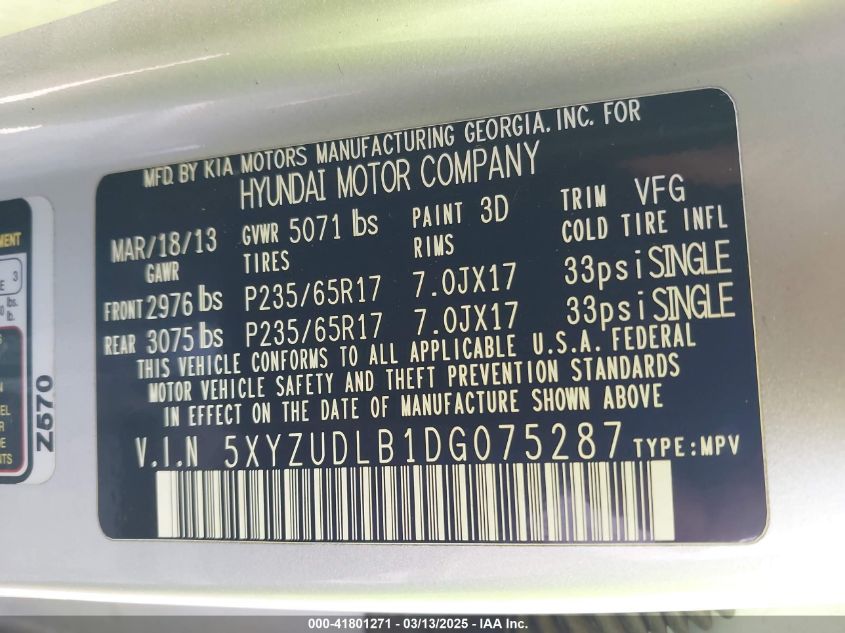 MFD. BY KIA MOTORS MANUFACTURING GEORGIA. INC. FOR
HYUNDAI MOTOR COMPANY
MAR/18/13 GVWR 5071 lbs PAINT 3D TRIM VFG
GAWR TIRES RIMS COLD TIRE INFL
FRONT 2976 lbs P235/65R17 7.0JX17 33psi SINGLE
REAR 3075 lbs P235/65R17 7.0JX17 33psi SINGLE
THIS VEHICLE CONFORMS TO ALL APPLICABLE U.S.A. FEDERAL
MOTOR VEHICLE SAFETY AND THEFT PREVENTION STANDARDS
IN EFFECT ON THE DATE OF MANUFACTURE SHOWN ABOVE
V.I.N 5XYZUDLB1DG075287 TYPE:MPV
3
lbs.
lb.
Z570
000-41801271 | 03/13/2025 | IAA Inc.